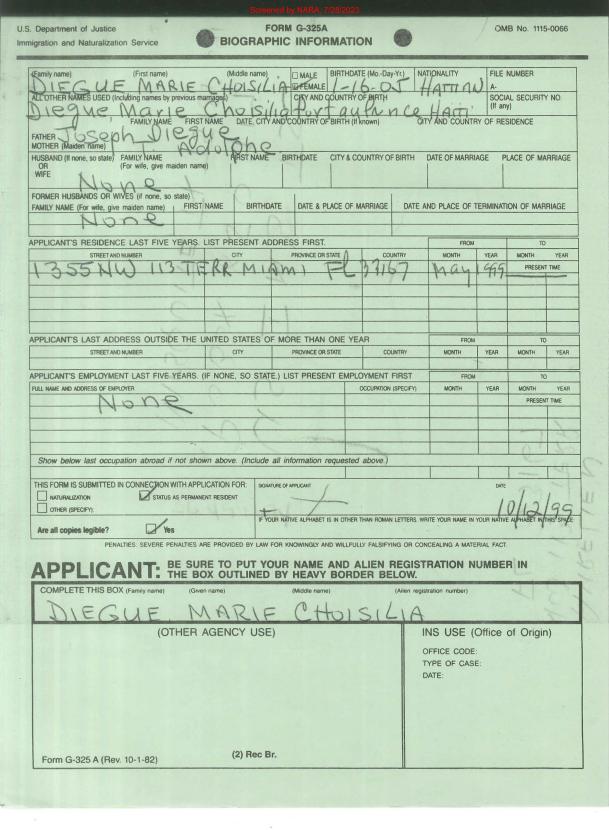 Screened by NARA, 7/28/2023
U.S. Department of Justice
Immigration and Naturalization Service
FORM G-325A
BIOGRAPHIC INFORMATION
OMB No. 1115-0066
(Family name) (First name) (Middle name) MALE FEMALE BIRTHDATE (Mo.-Day-Yr.) NATIONALITY FILE NUMBER
DIEGUE MARIE CHOISILIA 1-16-05 HAITIAN A-
ALL OTHER NAMES USED (Including names by previous marriages) CITY AND COUNTRY OF BIRTH SOCIAL SECURITY NO. (If any)
Diegue, Marie Choisilia Port au Prince Haiti
FAMILY NAME FIRST NAME DATE, CITY AND COUNTRY OF BIRTH (If known) CITY AND COUNTRY OF RESIDENCE
FATHER Joseph Diegue
MOTHER (Maiden name) T. Adolphe
HUSBAND (If none, so state) OR WIFE FAMILY NAME (For wife, give maiden name) FIRST NAME BIRTHDATE CITY & COUNTRY OF BIRTH DATE OF MARRIAGE PLACE OF MARRIAGE
None
FORMER HUSBANDS OR WIVES (if none, so state)
FAMILY NAME (For wife, give maiden name) FIRST NAME BIRTHDATE DATE & PLACE OF MARRIAGE DATE AND PLACE OF TERMINATION OF MARRIAGE
None
APPLICANT'S RESIDENCE LAST FIVE YEARS. LIST PRESENT ADDRESS FIRST. FROM TO
STREET AND NUMBER CITY PROVINCE OR STATE COUNTRY MONTH YEAR MONTH YEAR
1355 NW 113 TERR MIAMI FL 33167 May 1999 PRESENT TIME
APPLICANT'S LAST ADDRESS OUTSIDE THE UNITED STATES OF MORE THAN ONE YEAR FROM TO
STREET AND NUMBER CITY PROVINCE OR STATE COUNTRY MONTH YEAR MONTH YEAR
APPLICANT'S EMPLOYMENT LAST FIVE YEARS. (IF NONE, SO STATE.) LIST PRESENT EMPLOYMENT FIRST FROM TO
FULL NAME AND ADDRESS OF EMPLOYER OCCUPATION (SPECIFY) MONTH YEAR MONTH YEAR
None PRESENT TIME
Show below last occupation abroad if not shown above. (Include all information requested above.)
THIS FORM IS SUBMITTED IN CONNECTION WITH APPLICATION FOR: SIGNATURE OF APPLICANT DATE
NATURALIZATION STATUS AS PERMANENT RESIDENT
OTHER (SPECIFY): 10/12/99
IF YOUR NATIVE ALPHABET IS IN OTHER THAN ROMAN LETTERS. WRITE YOUR NAME IN YOUR NATIVE ALPHABET IN THIS SPACE
Are all copies legible? Yes
PENALTIES: SEVERE PENALTIES ARE PROVIDED BY LAW FOR KNOWINGLY AND WILLFULLY FALSIFYING OR CONCEALING A MATERIAL FACT.
APPLICANT: BE SURE TO PUT YOUR NAME AND ALIEN REGISTRATION NUMBER IN
THE BOX OUTLINED BY HEAVY BORDER BELOW.
COMPLETE THIS BOX (Family name) (Given name) (Middle name) (Alien registration number)
DIEGUE MARIE CHOISILIA
(OTHER AGENCY USE) INS USE (Office of Origin)
OFFICE CODE:
TYPE OF CASE:
DATE:
(2) Rec Br.
Form G-325 A (Rev. 10-1-82)